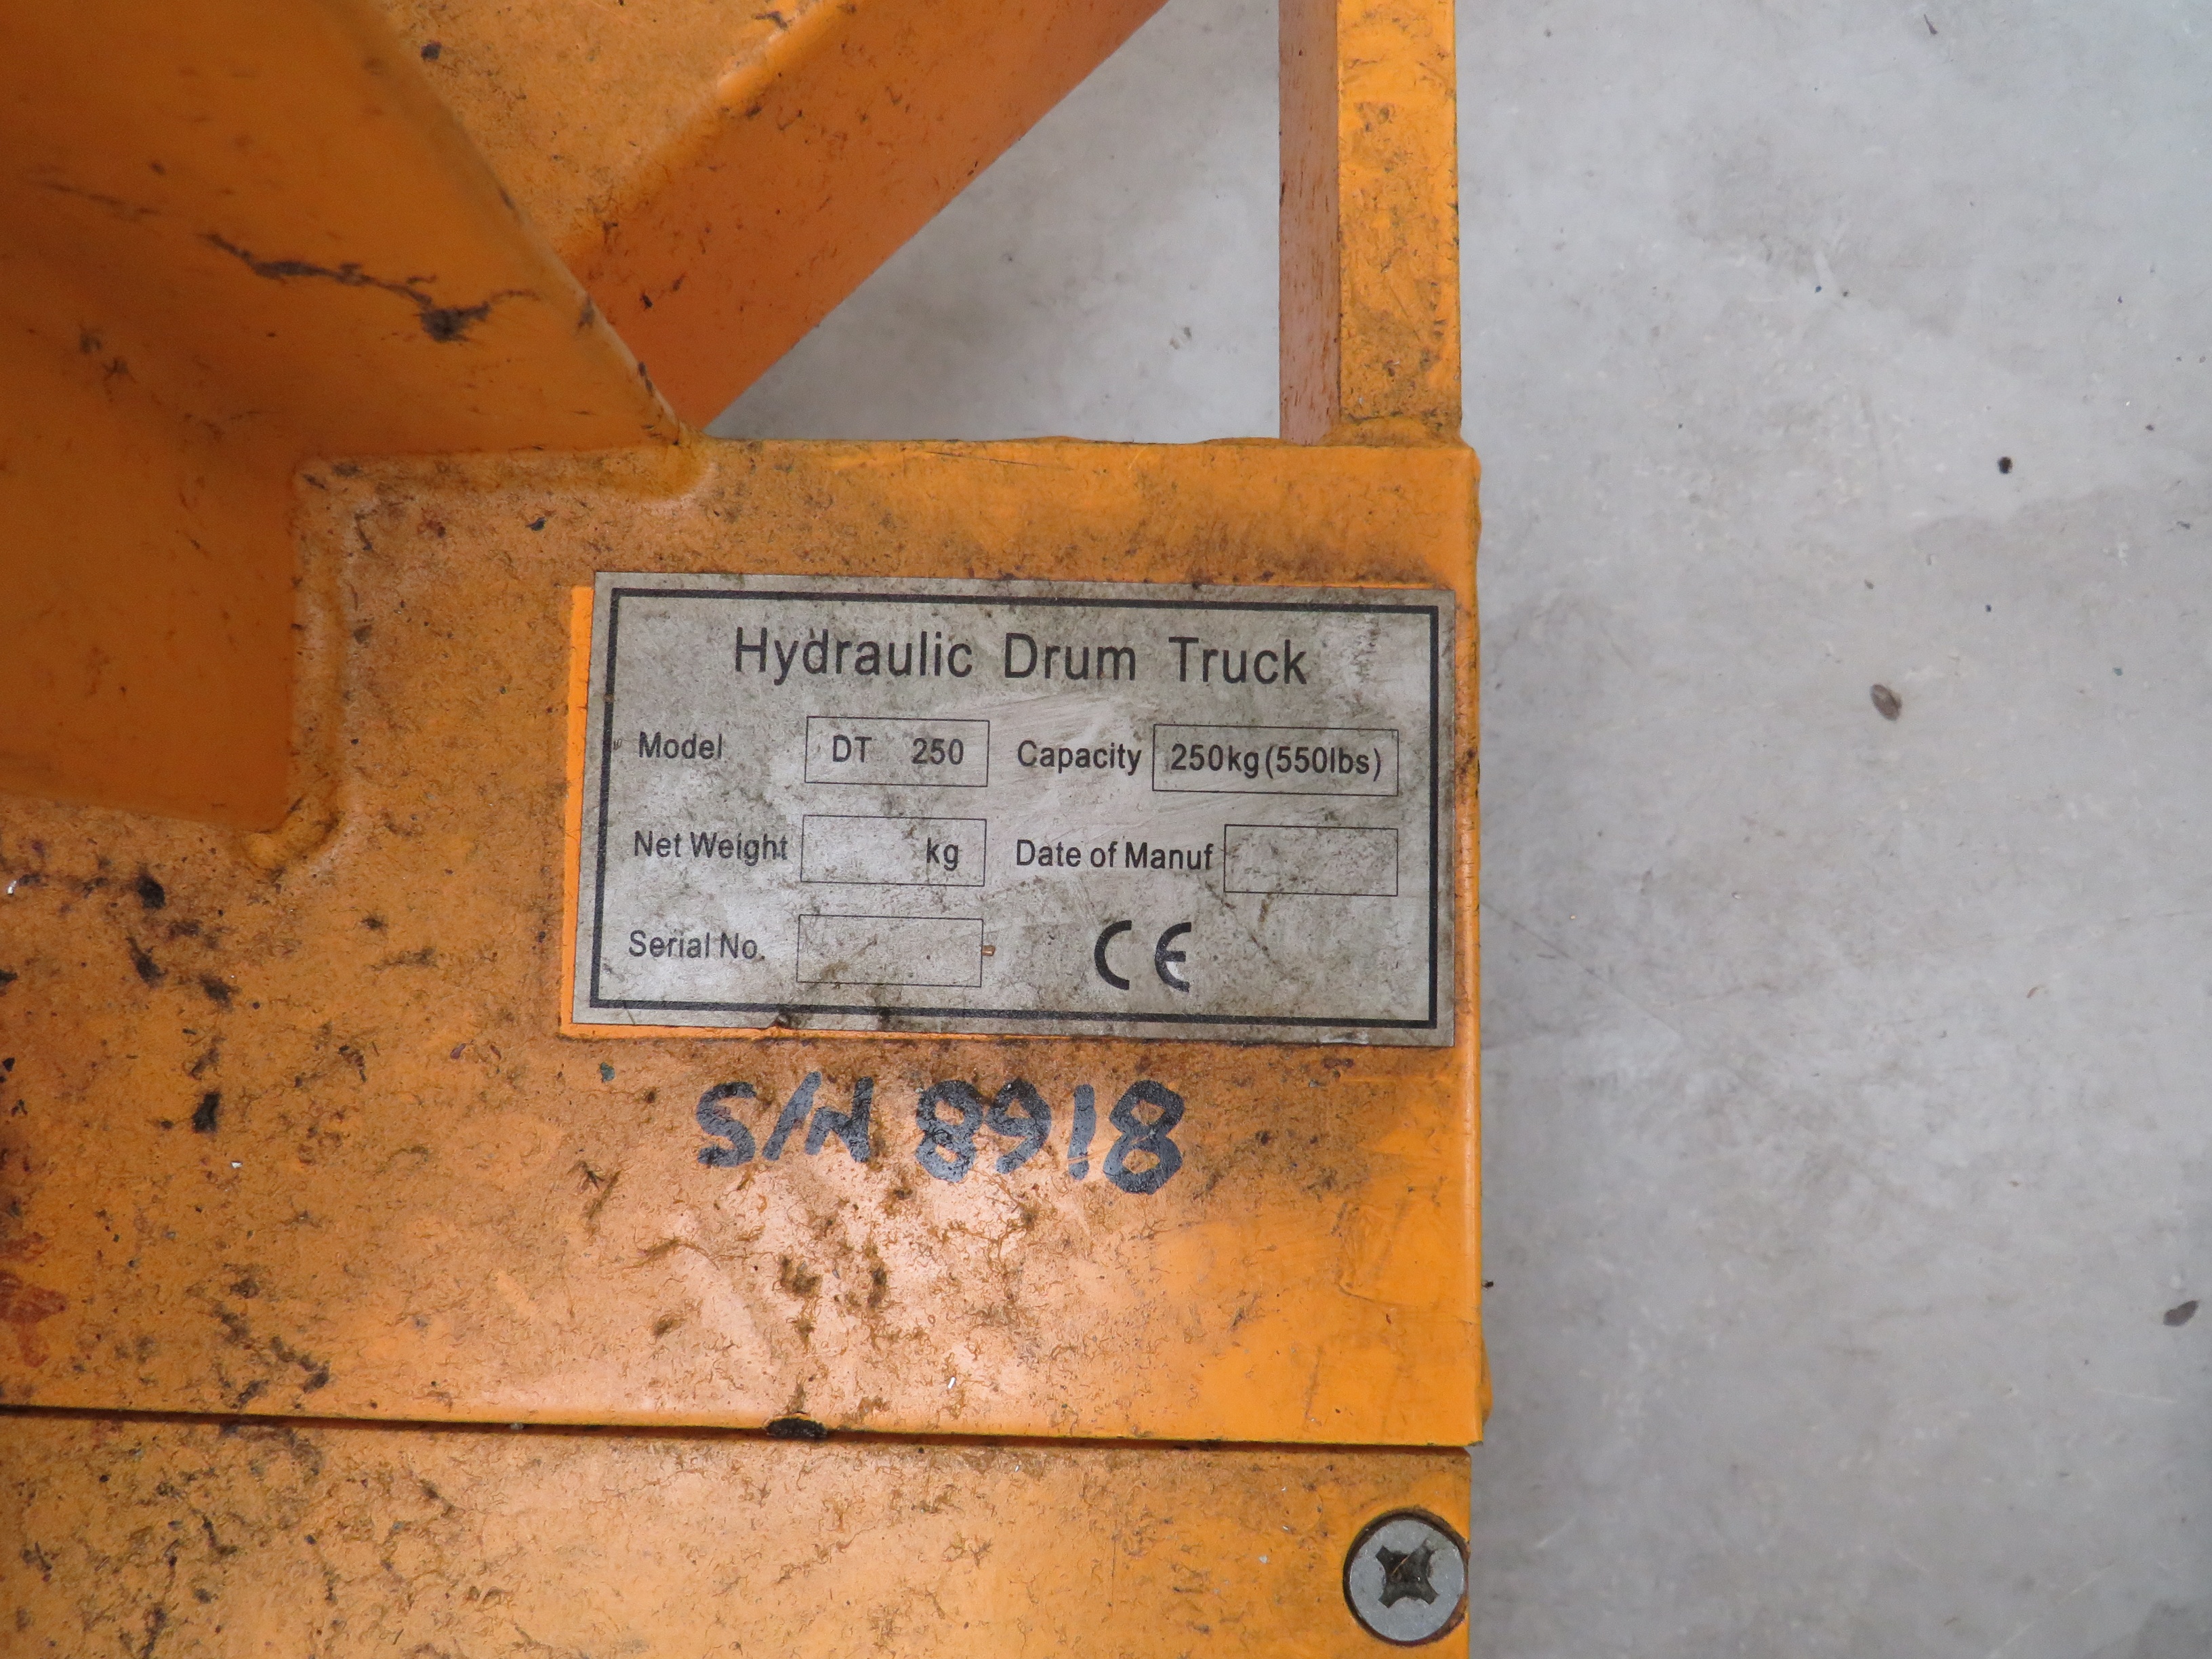 Hydraulic Drum Truck
Model DT 250 Capacity 250kg(550lbs)
Net Weight kg Date of Manuf
Serial No. CE
S/N 8918